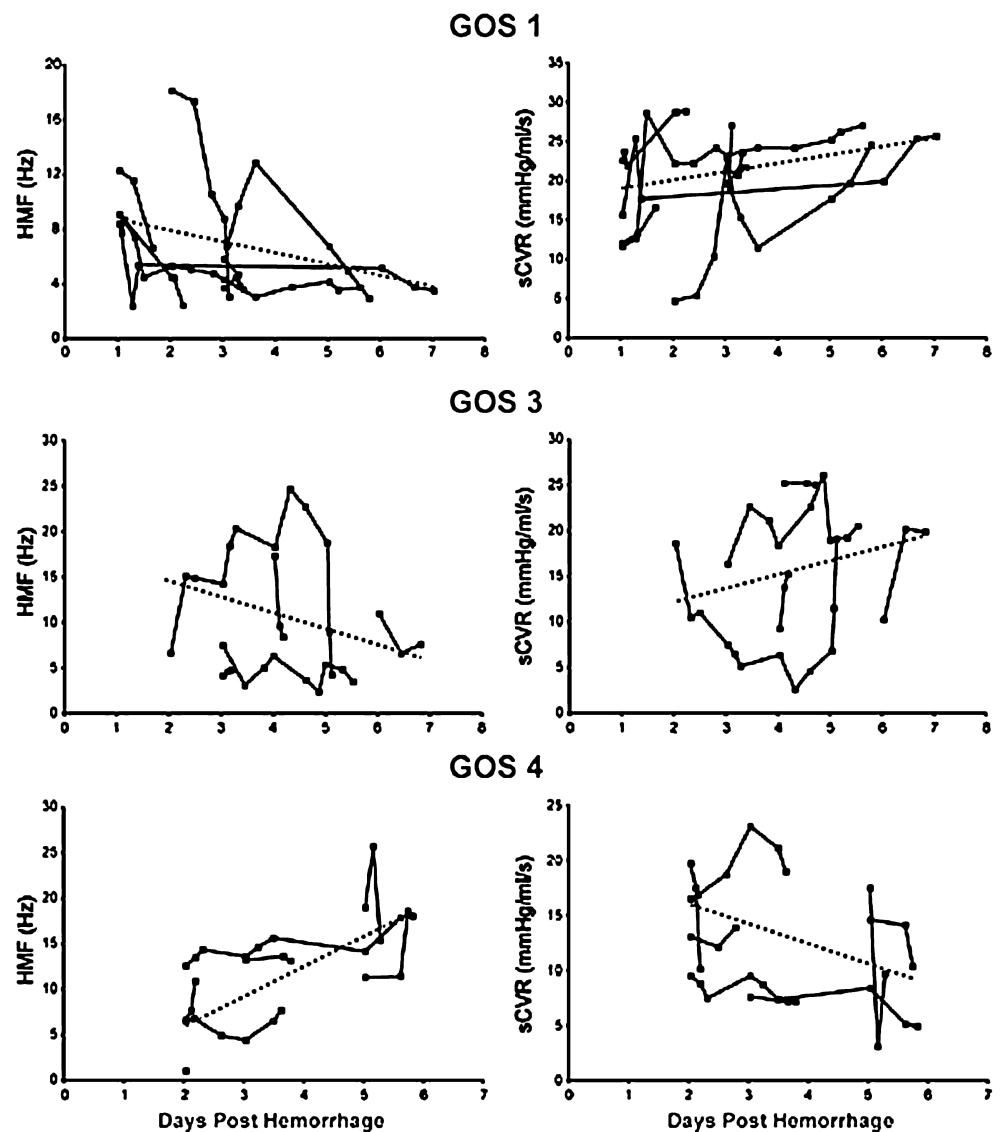 GOS 1
HMF (Hz)
20
16
12
8
4
0
0 1 2 3 4 5 6 7 8
sCVR (mmHg/ml/s)
35
30
25
20
15
10
5
0
0 1 2 3 4 5 6 7 8
GOS 3
HMF (Hz)
30
25
20
15
10
5
0
0 1 2 3 4 5 6 7 8
sCVR (mmHg/ml/s)
30
25
20
15
10
5
0
0 1 2 3 4 5 6 7 8
GOS 4
HMF (Hz)
30
25
20
15
10
5
0
0 1 2 3 4 5 6 7
Days Post Hemorrhage
sCVR (mmHg/ml/s)
25
20
15
10
5
0
0 1 2 3 4 5 6 7
Days Post Hemorrhage